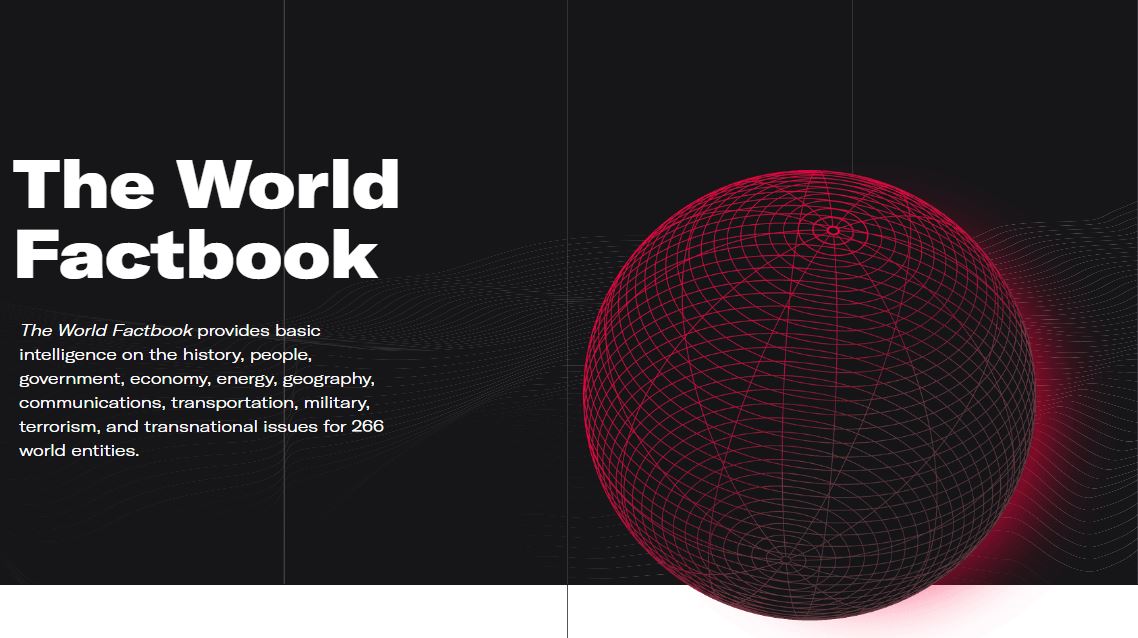 The World
Factbook
The World Factbook provides basic
intelligence on the history, people,
government, economy, energy, geography,
communications, transportation, military,
terrorism, and transnational issues for 266
world entities.